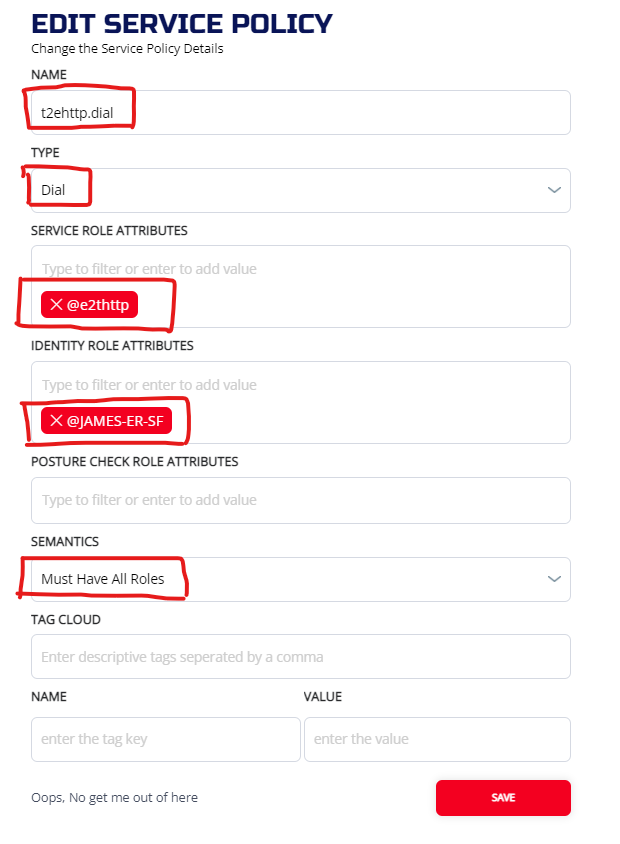 EDIT SERVICE POLICY
Change the Service Policy Details
NAME
t2ehttp.dial
TYPE
Dial
SERVICE ROLE ATTRIBUTES
Type to filter or enter to add value
@e2thttp
IDENTITY ROLE ATTRIBUTES
Type to filter or enter to add value
@JAMES-ER-SF
POSTURE CHECK ROLE ATTRIBUTES
Type to filter or enter to add value
SEMANTICS
Must Have All Roles
TAG CLOUD
Enter descriptive tags seperated by a comma
NAME VALUE
enter the tag key enter the value
Oops, No get me out of here SAVE